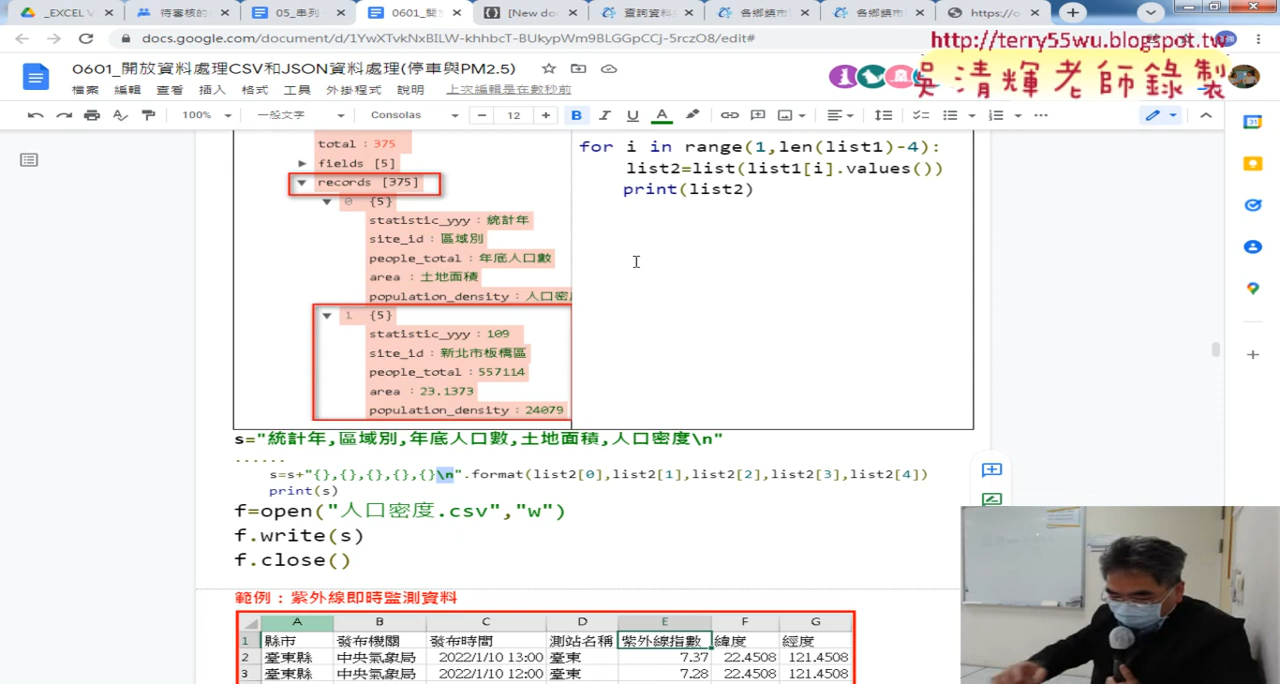 _EXCEL V
待審核的
05_串列
0601_開放
[New do
查詢資料
各鄉鎮市
各鄉鎮市
https://o
docs.google.com/document/d/1YwXTvkNxBILW-khhbcT-BUkypWm9BLGGpCCj-5rczO8/edit#
http://terry55wu.blogspot.tw
吳清輝老師錄製
0601_開放資料處理CSV和JSON資料處理(停車與PM2.5)
檔案 編輯 查看 插入 格式 工具 外掛程式 說明 上次編輯是在數秒前
100% 一般文字 Consolas 12 B I U A
total : 375
fields [5]
records [375]
0 {5}
statistic_yyy : 統計年
site_id : 區域別
people_total : 年底人口數
area : 土地面積
population_density : 人口密
1 {5}
statistic_yyy : 109
site_id : 新北市板橋區
people_total : 557114
area : 23.1373
population_density : 24079
for i in range(1,len(list1)-4):
list2=list(list1[i].values())
print(list2)
s="統計年,區域別,年底人口數,土地面積,人口密度\n"
......
s=s+"{},{},{},{},{}\n".format(list2[0],list2[1],list2[2],list2[3],list2[4])
print(s)
f=open("人口密度.csv","w")
f.write(s)
f.close()
範例：紫外線即時監測資料
A B C D E F G
1 縣市 發布機關 發布時間 測站名稱 紫外線指數 緯度 經度
2 臺東縣 中央氣象局 2022/1/10 13:00 臺東 7.37 22.4508 121.4508
3 臺東縣 中央氣象局 2022/1/10 12:00 臺東 7.28 22.4508 121.4508